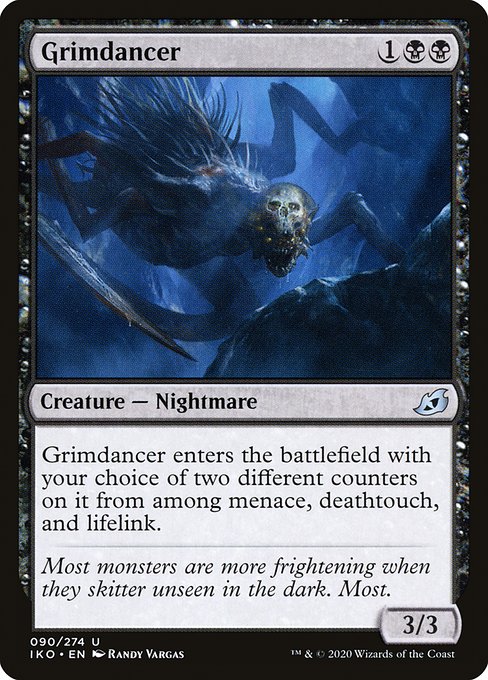 Grimdancer 1
Creature — Nightmare
Grimdancer enters the battlefield with
your choice of two different counters
on it from among menace, deathtouch,
and lifelink.
Most monsters are more frightening when
they skitter unseen in the dark. Most.
3/3
090/274 U
IKO • EN Randy Vargas
™ & © 2020 Wizards of the Coast